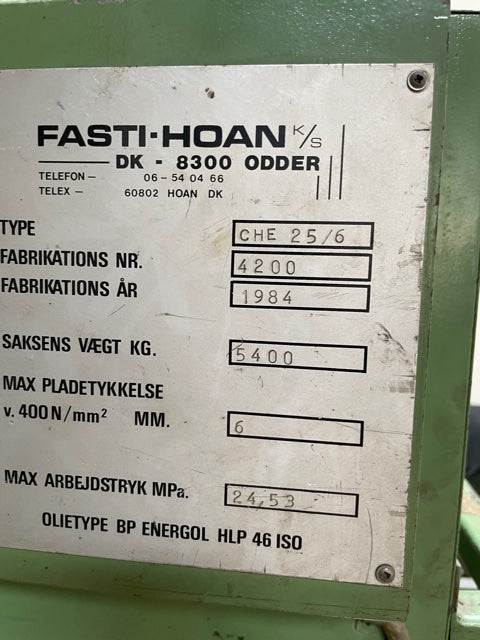 FASTI-HOAN K/S
DK - 8300 ODDER
TELEFON - 06-54 04 66
TELEX - 60802 HOAN DK
TYPE CHE 25/6
FABRIKATIONS NR. 4200
FABRIKATIONS ÅR 1984
SAKSENS VÆGT KG. 5400
MAX PLADETYKKELSE
v. 400 N/mm² MM. 6
MAX ARBEJDSTRYK MPa. 24,53
OLIETYPE BP ENERGOL HLP 46 ISO